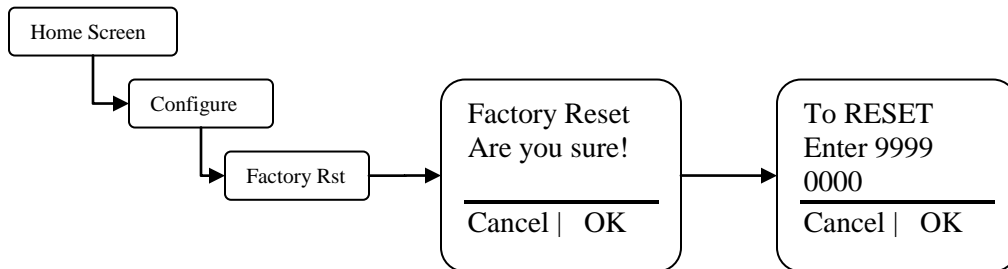 Home Screen
Configure
Factory Rst
Factory Reset
Are you sure!
Cancel | OK
To RESET
Enter 9999
0000
Cancel | OK